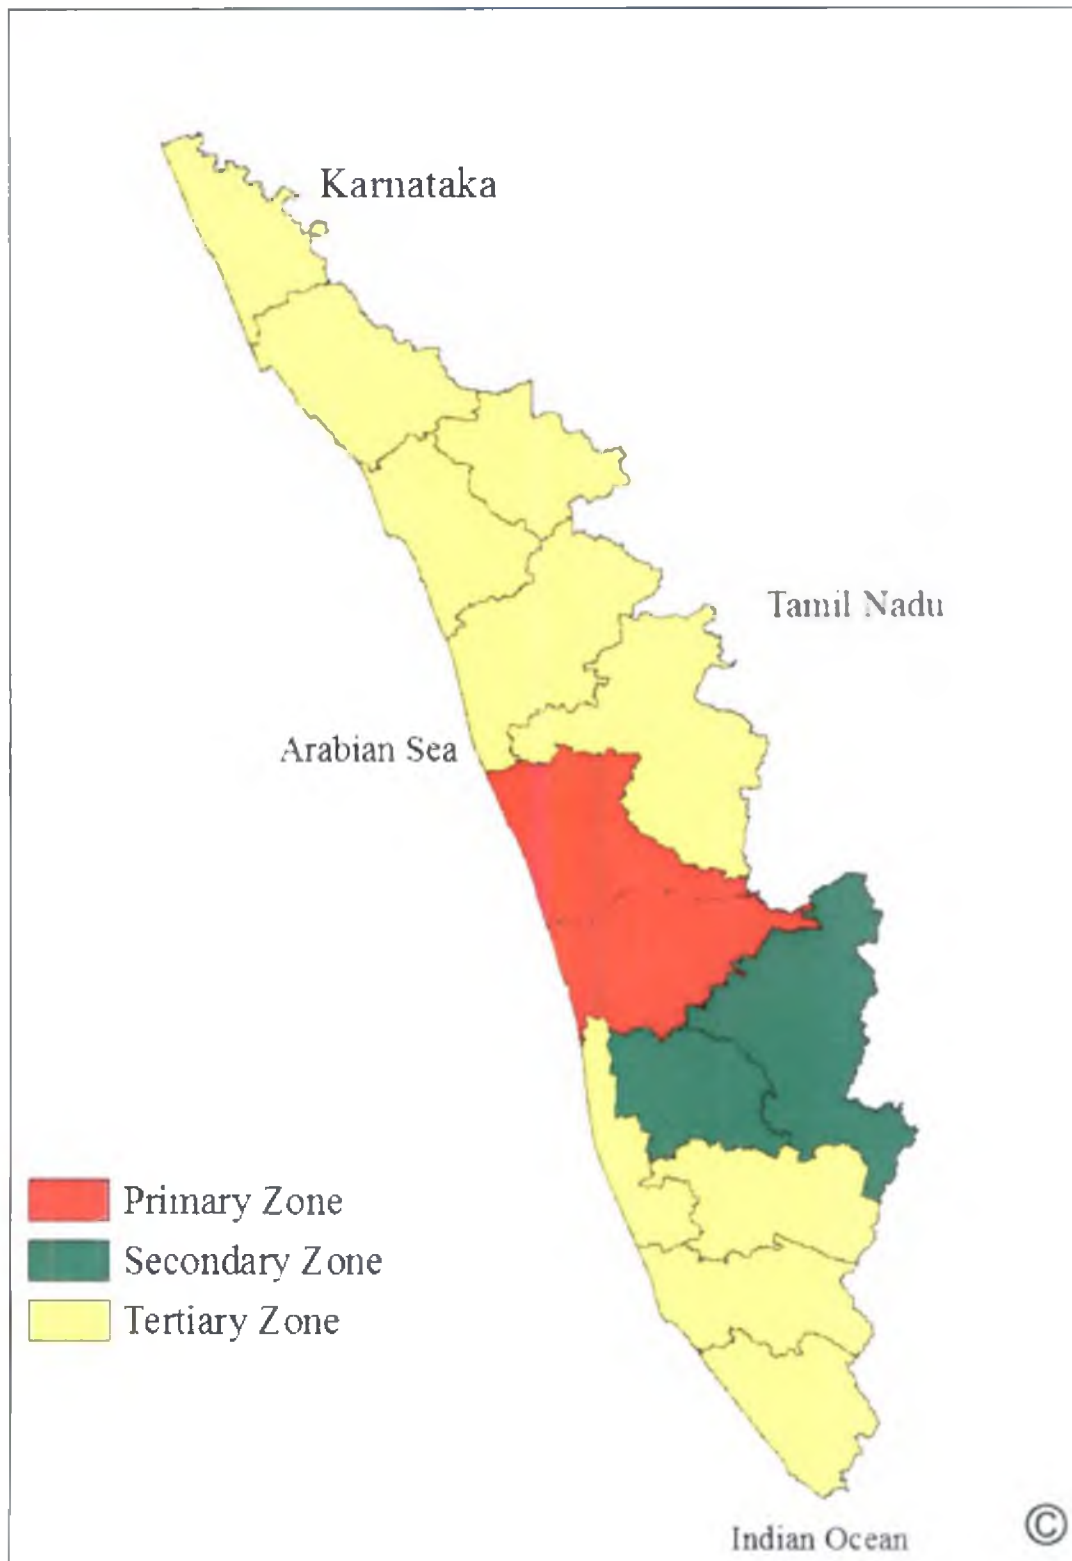 Karnataka
Tamil Nadu
Arabian Sea
Primary Zone
Secondary Zone
Tertiary Zone
Indian Ocean
©